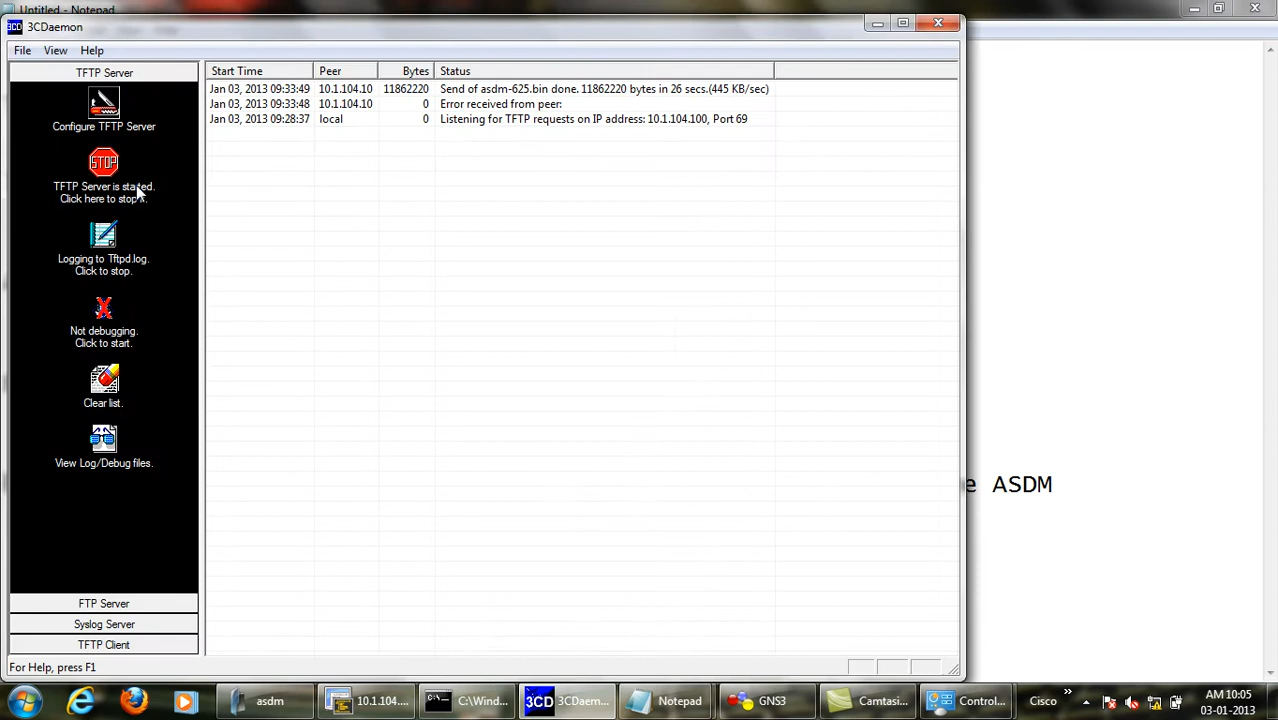 Untitled - Notepad
3CD 3CDaemon
File View Help
TFTP Server
Start Time Peer Bytes Status
Jan 03, 2013 09:33:49 10.1.104.10 11862220 Send of asdm-625.bin done. 11862220 bytes in 26 secs.(445 KB/sec)
Jan 03, 2013 09:33:48 10.1.104.10 0 Error received from peer:
Jan 03, 2013 09:28:37 local 0 Listening for TFTP requests on IP address: 10.1.104.100, Port 69
Configure TFTP Server
STOP
TFTP Server is started.
Click here to stop
Logging to Tftpd.log.
Click to stop.
Not debugging.
Click to start.
Clear list.
View Log/Debug files.
e ASDM
FTP Server
Syslog Server
TFTP Client
For Help, press F1
asdm 10.1.104.... C:\Wind... 3CD 3CDaem... Notepad GNS3 Camtasi... Control... Cisco
AM 10:05
03-01-2013